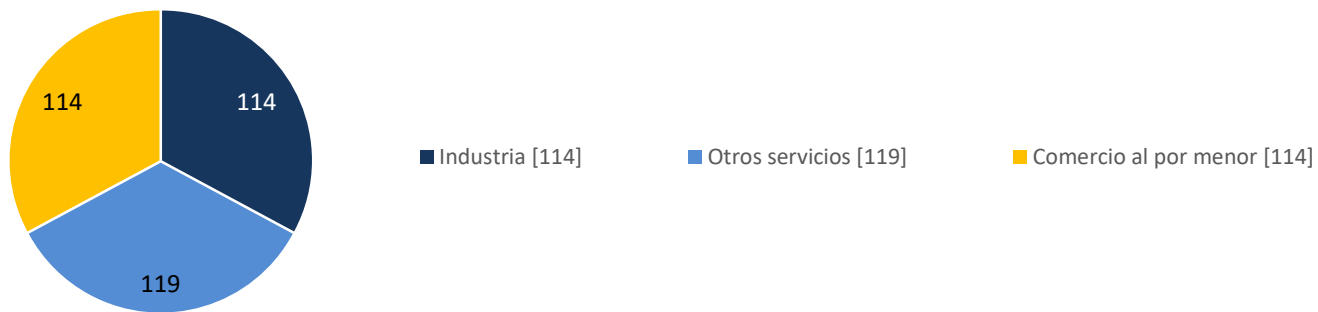 114
114
119
Industria [114]
Otros servicios [119]
Comercio al por menor [114]